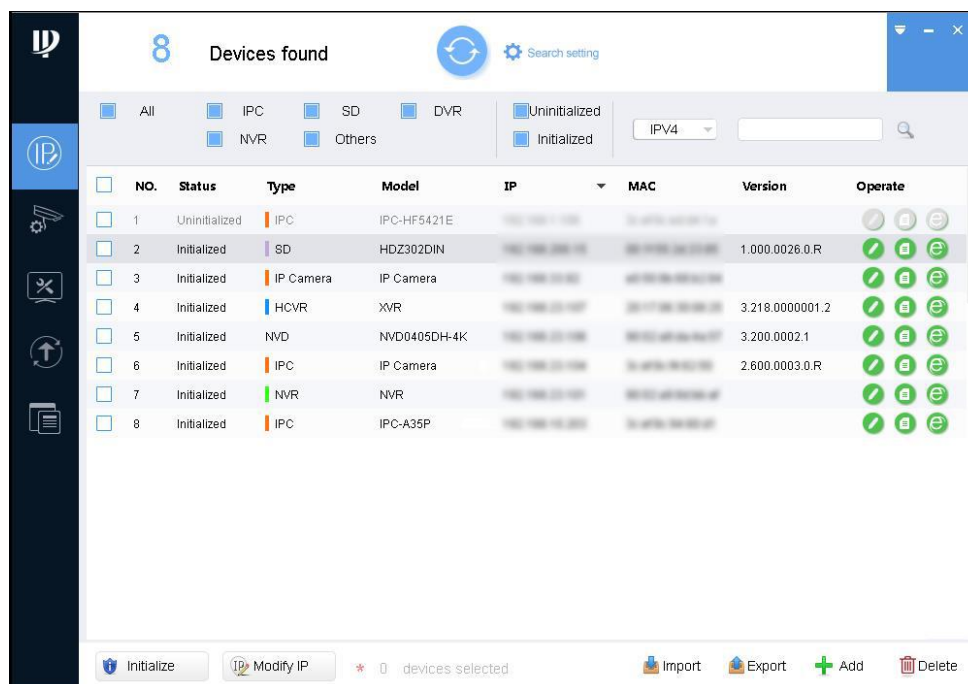 8 Devices found Search setting
All IPC SD DVR Uninitialized
NVR Others Initialized IPV4
NO. Status Type Model IP MAC Version Operate
1 Uninitialized IPC IPC-HF5421E
2 Initialized SD HDZ302DIN 1.000.0026.0.R
3 Initialized IP Camera IP Camera
4 Initialized HCVR XVR 3.218.0000001.2
5 Initialized NVD NVD0405DH-4K 3.200.0002.1
6 Initialized IPC IP Camera 2.600.0003.0.R
7 Initialized NVR NVR
8 Initialized IPC IPC-A35P
Initialize Modify IP * 0 devices selected Import Export Add Delete